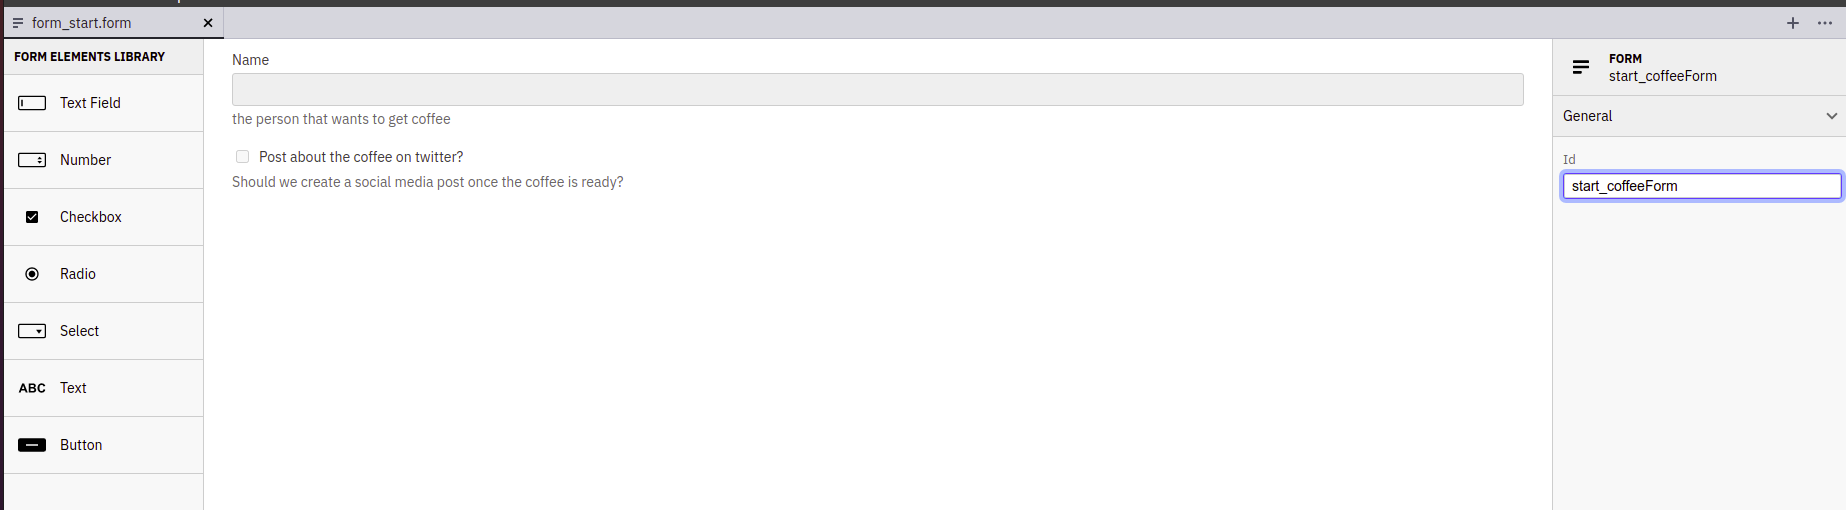 form_start.form
FORM ELEMENTS LIBRARY
Text Field
Number
Checkbox
Radio
Select
ABC Text
Button
Name
the person that wants to get coffee
Post about the coffee on twitter?
Should we create a social media post once the coffee is ready?
FORM
start_coffeeForm
General
Id
start_coffeeForm